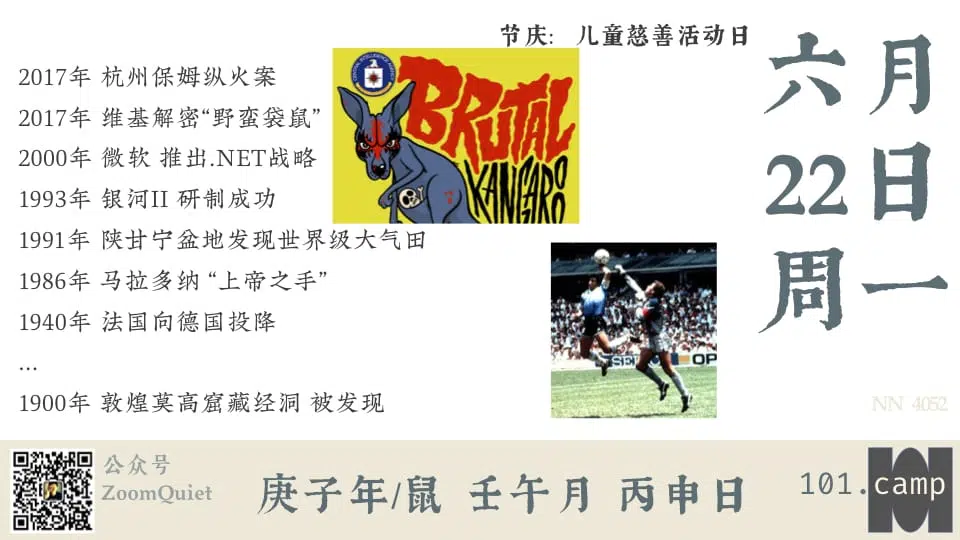 节庆: 儿童慈善活动日
六月
22日
周一
2017年 杭州保姆纵火案
2017年 维基解密“野蛮袋鼠”
2000年 微软 推出.NET战略
1993年 银河II 研制成功
1991年 陕甘宁盆地发现世界级大气田
1986年 马拉多纳 “上帝之手”
1940年 法国向德国投降
...
1900年 敦煌莫高窟藏经洞 被发现
BRUTAL
KANGAROO
NN 4052
公众号
ZoomQuiet
庚子年/鼠 壬午月 丙申日
101.camp